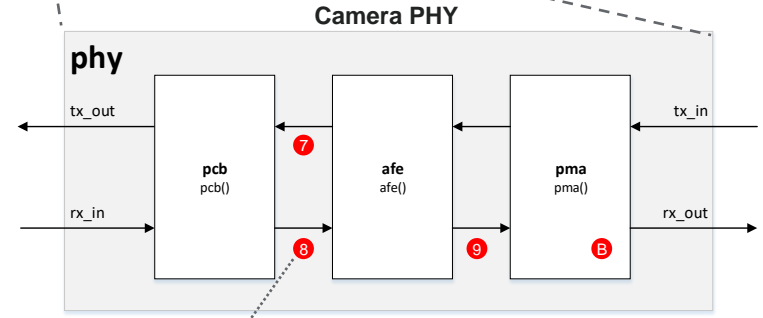 Camera PHY
phy
tx_out
tx_in
7
pcb
pcb()
afe
afe()
pma
pma()
rx_in
rx_out
8
9
B